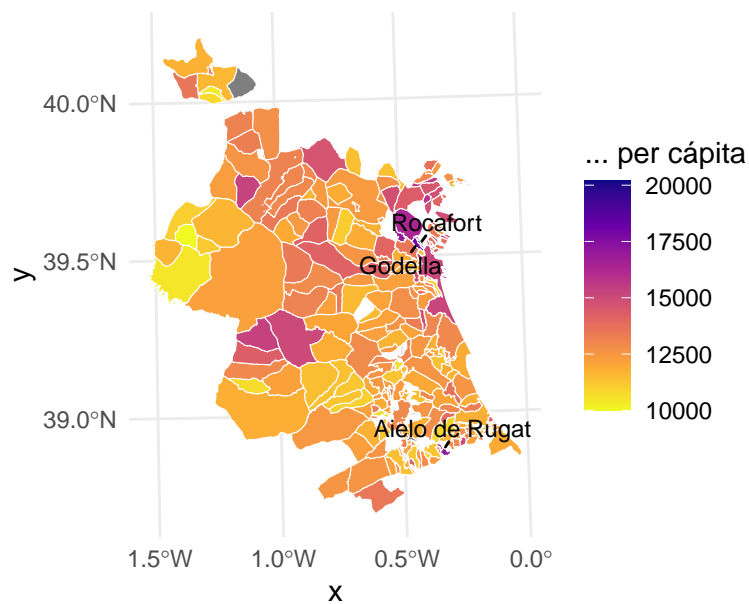 40.0°N
39.5°N
39.0°N
y
Rocafort
Godella
Aielo de Rugat
1.5°W
1.0°W
0.5°W
0.0°
x
... per cápita
20000
17500
15000
12500
10000